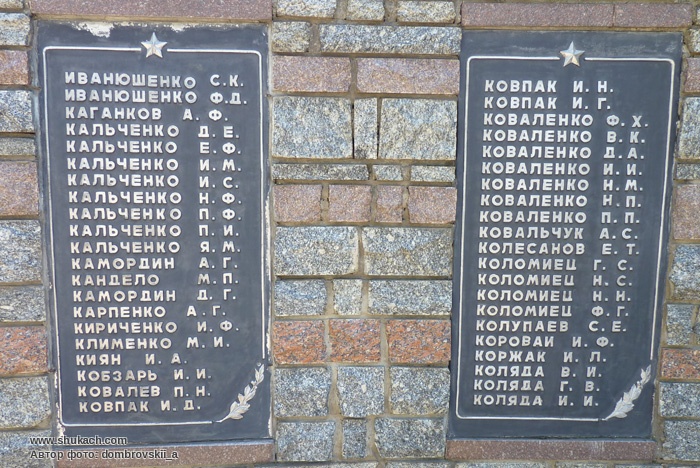 ИВАНЮШЕНКО С.К.
ИВАНЮШЕНКО Ф.Д.
КАГАНКОВ А.Ф.
КАЛЬЧЕНКО Д.Е.
КАЛЬЧЕНКО Е.Ф.
КАЛЬЧЕНКО И.М.
КАЛЬЧЕНКО И.С.
КАЛЬЧЕНКО Н.Ф.
КАЛЬЧЕНКО П.Ф.
КАЛЬЧЕНКО П.И.
КАЛЬЧЕНКО Я.М.
КАМОРДИН А.Г.
КАНДЕЛО М.П.
КАМОРДИН Д.Г.
КАРПЕНКО А.Г.
КИРИЧЕНКО И.Ф.
КЛИМЕНКО М.И.
КИЯН И.А.
КОБЗАРЬ И.И.
КОВАЛЕВ П.Н.
КОВПАК И.Д.
КОВПАК И.Н.
КОВПАК И.Г.
КОВАЛЕНКО Ф.Х.
КОВАЛЕНКО В.К.
КОВАЛЕНКО Д.А.
КОВАЛЕНКО И.И.
КОВАЛЕНКО Н.М.
КОВАЛЕНКО Н.П.
КОВАЛЕНКО П.П.
КОВАЛЬЧУК А.С.
КОЛЕСАНОВ Е.Т.
КОЛОМИЕЦ Г.С.
КОЛОМИЕЦ Н.С.
КОЛОМИЕЦ Н.Н.
КОЛОМИЕЦ Ф.Г.
КОЛУПАЕВ С.Е.
КОРОВАИ И.Ф.
КОРЖАК И.Л.
КОЛЯДА В.И.
КОЛЯДА Г.В.
КОЛЯДА И.И.
www.shukach.com
Автор фото: dombrovskii_a